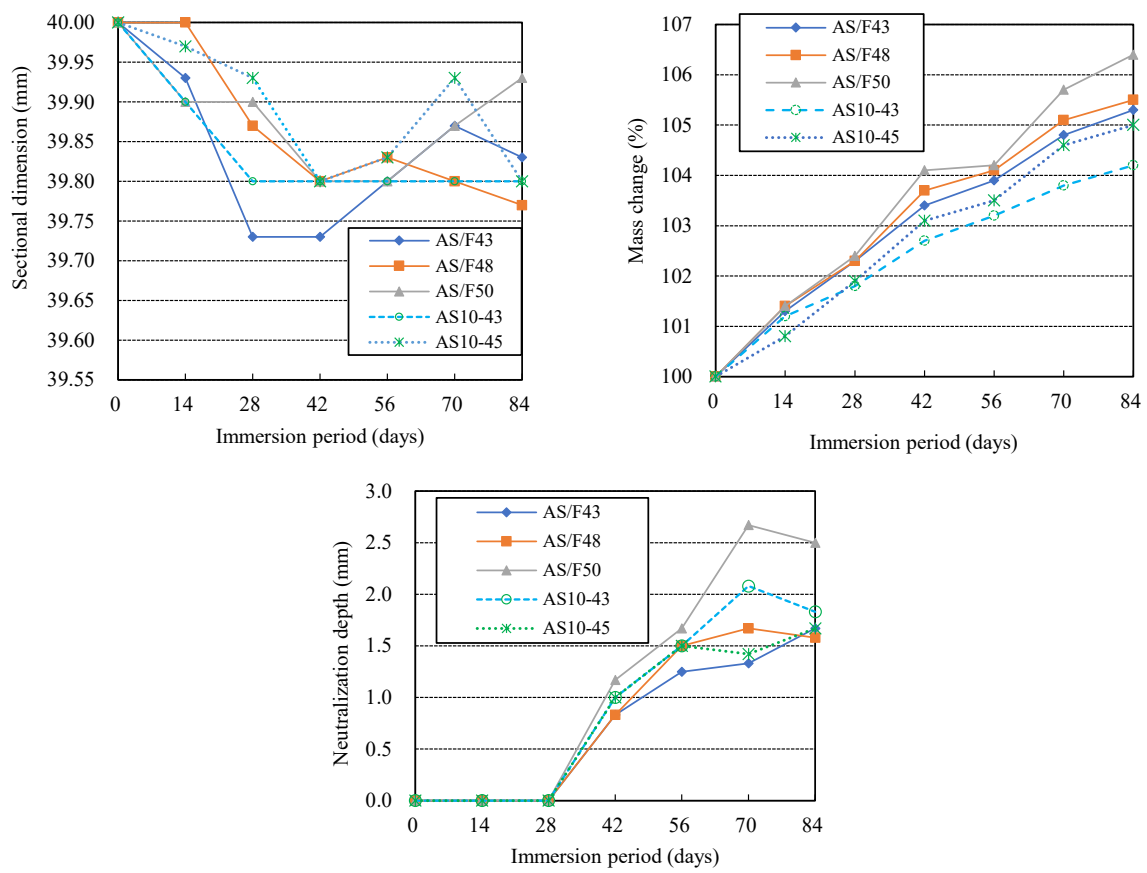 40.00
39.95
39.90
39.85
39.80
39.75
39.70
39.65
39.60
39.55
Sectional dimension (mm)
AS/F43
AS/F48
AS/F50
AS10-43
AS10-45
0 14 28 42 56 70 84
Immersion period (days)
107
106
105
104
103
102
101
100
Mass change (%)
AS/F43
AS/F48
AS/F50
AS10-43
AS10-45
0 14 28 42 56 70 84
Immersion period (days)
3.0
2.5
2.0
1.5
1.0
0.5
0.0
Neutralization depth (mm)
AS/F43
AS/F48
AS/F50
AS10-43
AS10-45
0 14 28 42 56 70 84
Immersion period (days)